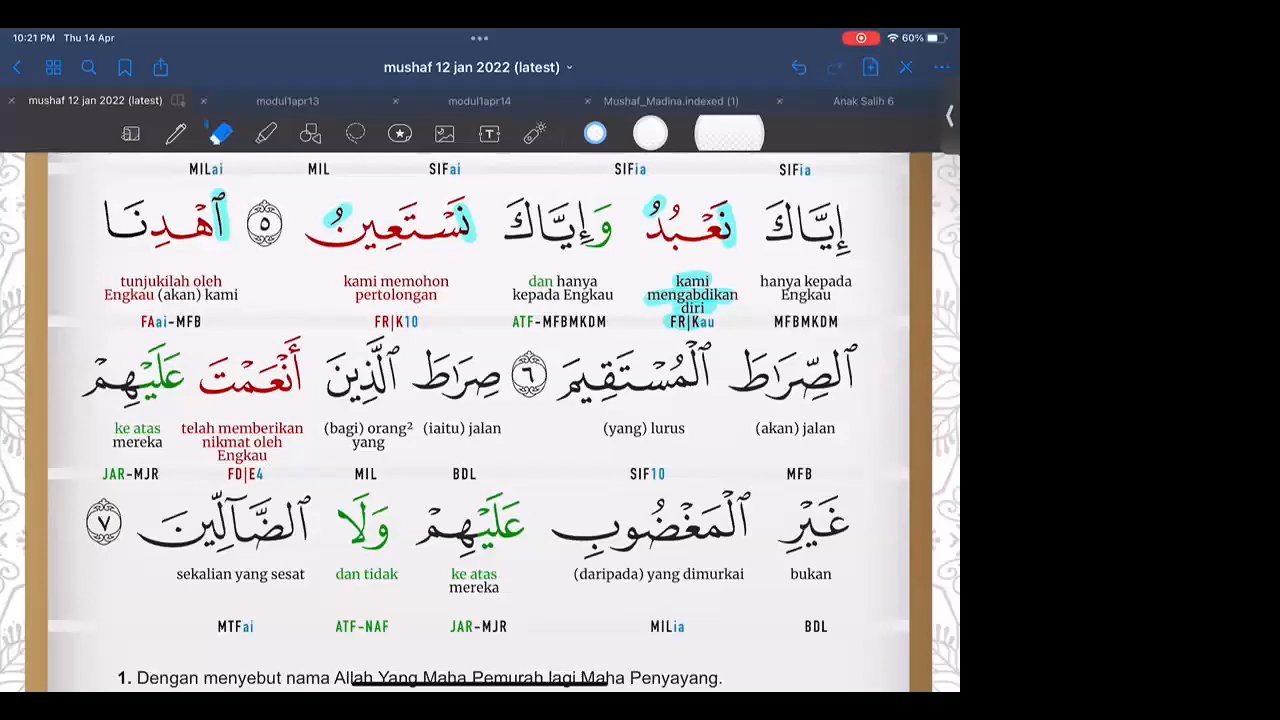 10:21 PM Thu 14 Apr
60%
mushaf 12 jan 2022 (latest)
mushaf 12 jan 2022 (latest) modul1apr13 modul1apr14 Mushaf_Madina.indexed (1) Anak Salih 6
MILai MIL SIFai SIFia SIFia
إِيَّاكَ نَعْبُدُ وَإِيَّاكَ نَسْتَعِينُ ٥ ٱهْدِنَا
tunjukilah oleh Engkau (akan) kami
kami memohon pertolongan
dan hanya kepada Engkau
kami mengabdikan diri
hanya kepada Engkau
FAai-MFB FR|K10 ATF-MFBMKDM FR|Kau MFBMKDM
ٱلصِّرَاطَ ٱلْمُسْتَقِيمَ ٦ صِرَاطَ ٱلَّذِينَ أَنْعَمْتَ عَلَيْهِمْ
ke atas mereka
telah memberikan nikmat oleh Engkau
(bagi) orang² yang
(iaitu) jalan
(yang) lurus
(akan) jalan
JAR-MJR FD|E4 MIL BDL SIF10 MFB
غَيْرِ ٱلْمَغْضُوبِ عَلَيْهِمْ وَلَا ٱلضَّآلِّينَ ٧
sekalian yang sesat
dan tidak
ke atas mereka
(daripada) yang dimurkai
bukan
MTFai ATF-NAF JAR-MJR MILia BDL
1. Dengan menyebut nama Allah Yang Maha Pemurah lagi Maha Penyayang.